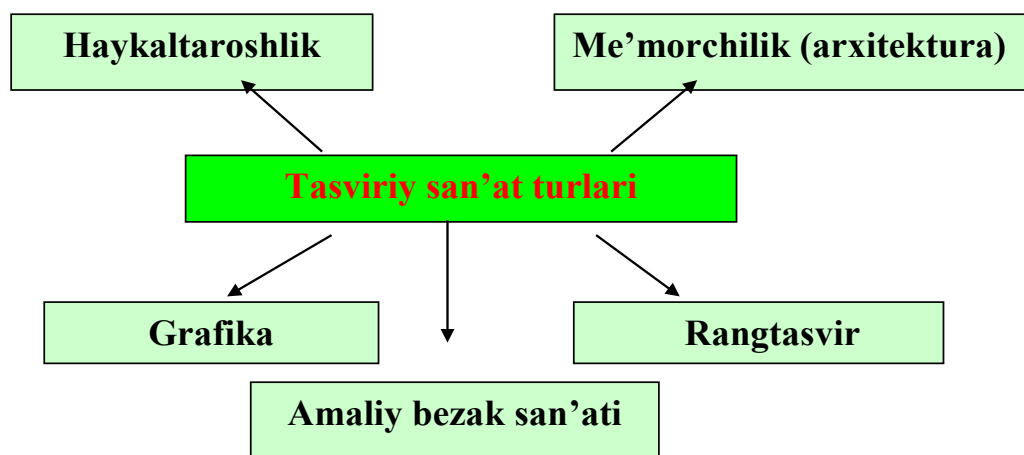 Haykaltaroshlik
Me’morchilik (arxitektura)
Tasviriy san’at turlari
Grafika
Rangtasvir
Amaliy bezak san’ati